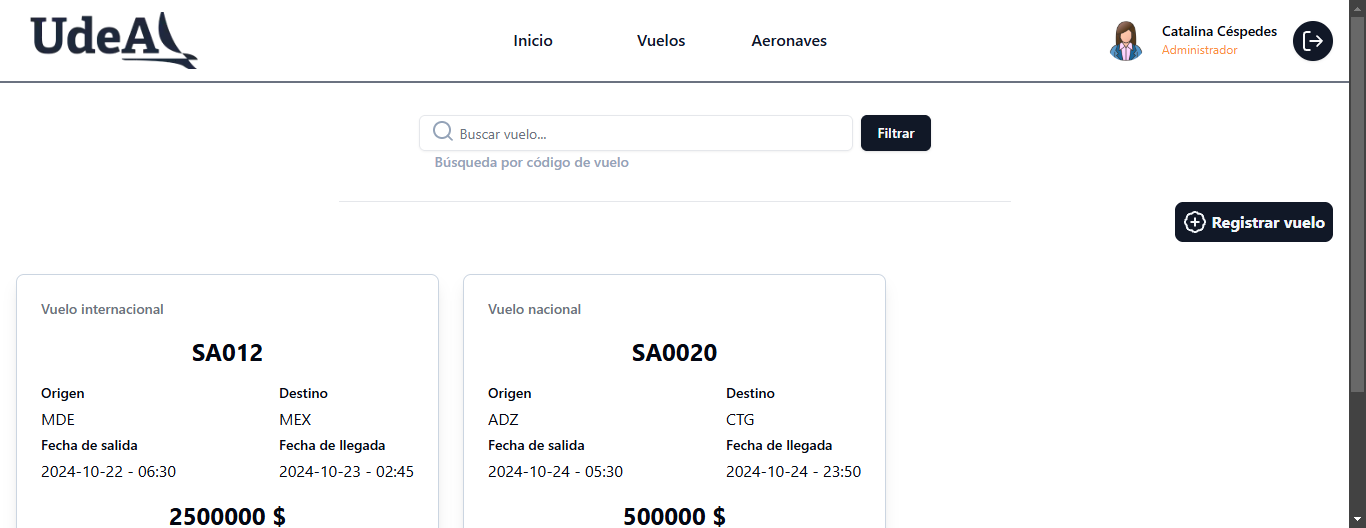 UdeA
Inicio
Vuelos
Aeronaves
Catalina Céspedes
Administrador
Buscar vuelo...
Filtrar
Búsqueda por código de vuelo
Registrar vuelo
Vuelo internacional
SA012
Origen Destino
MDE MEX
Fecha de salida Fecha de llegada
2024-10-22 - 06:30 2024-10-23 - 02:45
2500000 $
Vuelo nacional
SA0020
Origen Destino
ADZ CTG
Fecha de salida Fecha de llegada
2024-10-24 - 05:30 2024-10-24 - 23:50
500000 $